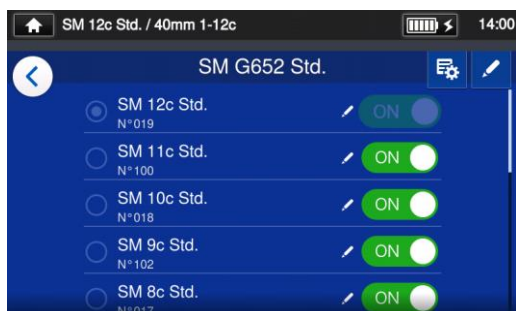 SM 12c Std. / 40mm 1-12c 14:00
SM G652 Std.
SM 12c Std.
N°019
ON
SM 11c Std.
N°100
ON
SM 10c Std.
N°018
ON
SM 9c Std.
N°102
ON
SM 8c Std.
N°017
ON